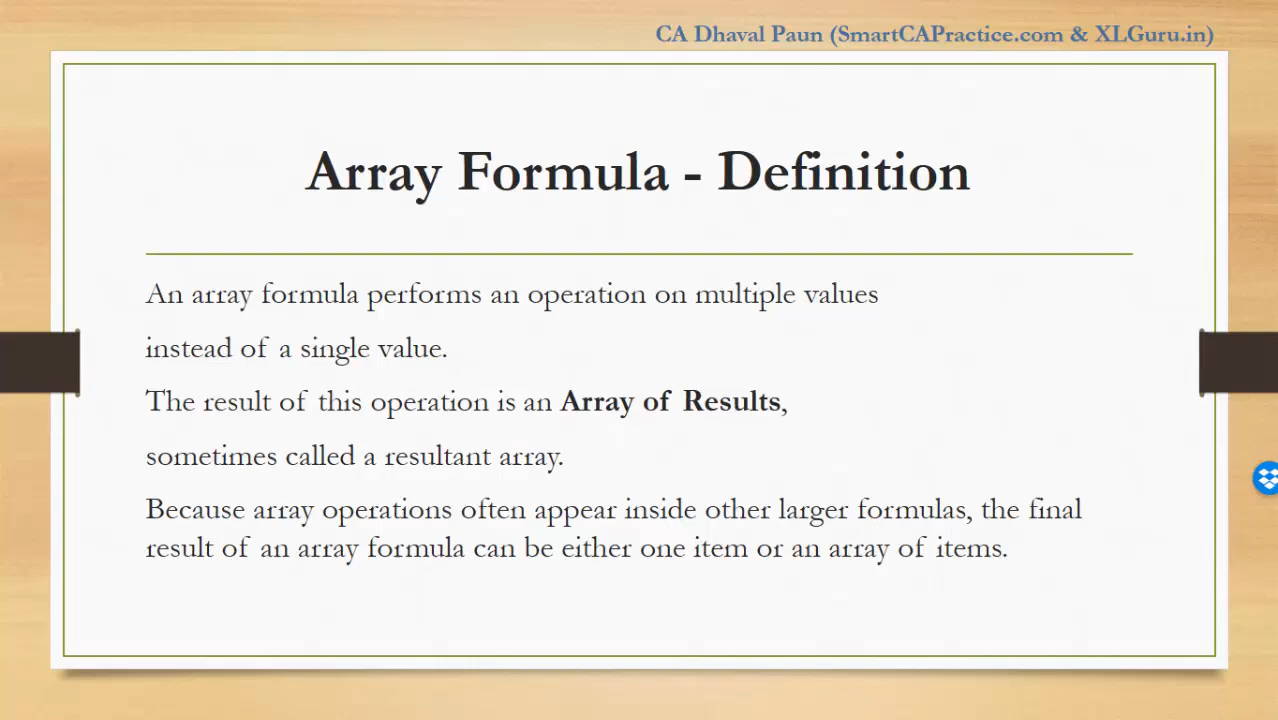 CA Dhaval Paun (SmartCAPractice.com & XLGuru.in)
Array Formula - Definition
An array formula performs an operation on multiple values
instead of a single value.
The result of this operation is an Array of Results,
sometimes called a resultant array.
Because array operations often appear inside other larger formulas, the final
result of an array formula can be either one item or an array of items.